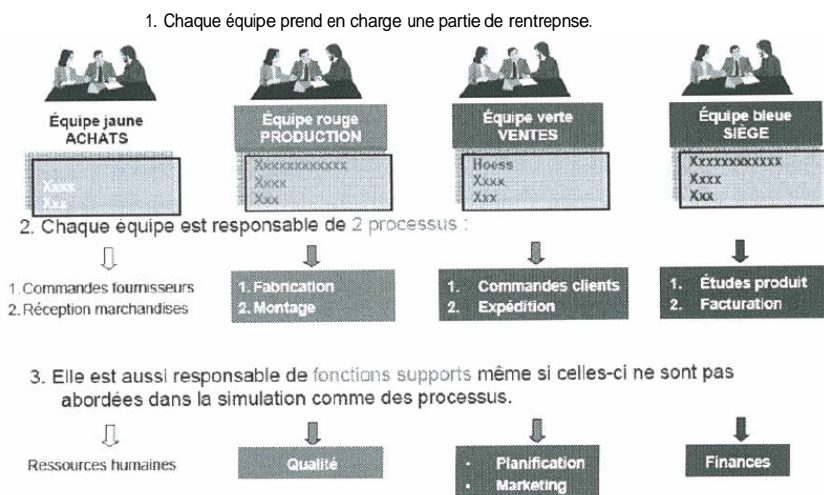 1. Chaque équipe prend en charge une partie de rentrepnse.
Équipe jaune
ACHATS
Équipe rouge
PRODUCTION
Équipe verte
VENTES
Équipe bleue
SIÈGE
Xxxx
Xxx
Xxxxxxxxxxxx
Xxxx
Xxx
Hoess
Xxxx
Xxx
Xxxxxxxxxxxx
Xxxx
Xxx
2. Chaque équipe est responsable de 2 processus :
1. Commandes fournisseurs
2. Réception marchandises
1. Fabrication
2. Montage
1. Commandes clients
2. Expédition
1. Études produit
2. Facturation
3. Elle est aussi responsable de fonctions supports même si celles-ci ne sont pas
abordées dans la simulation comme des processus.
Ressources humaines
Qualité
- Planification
- Marketing
Finances